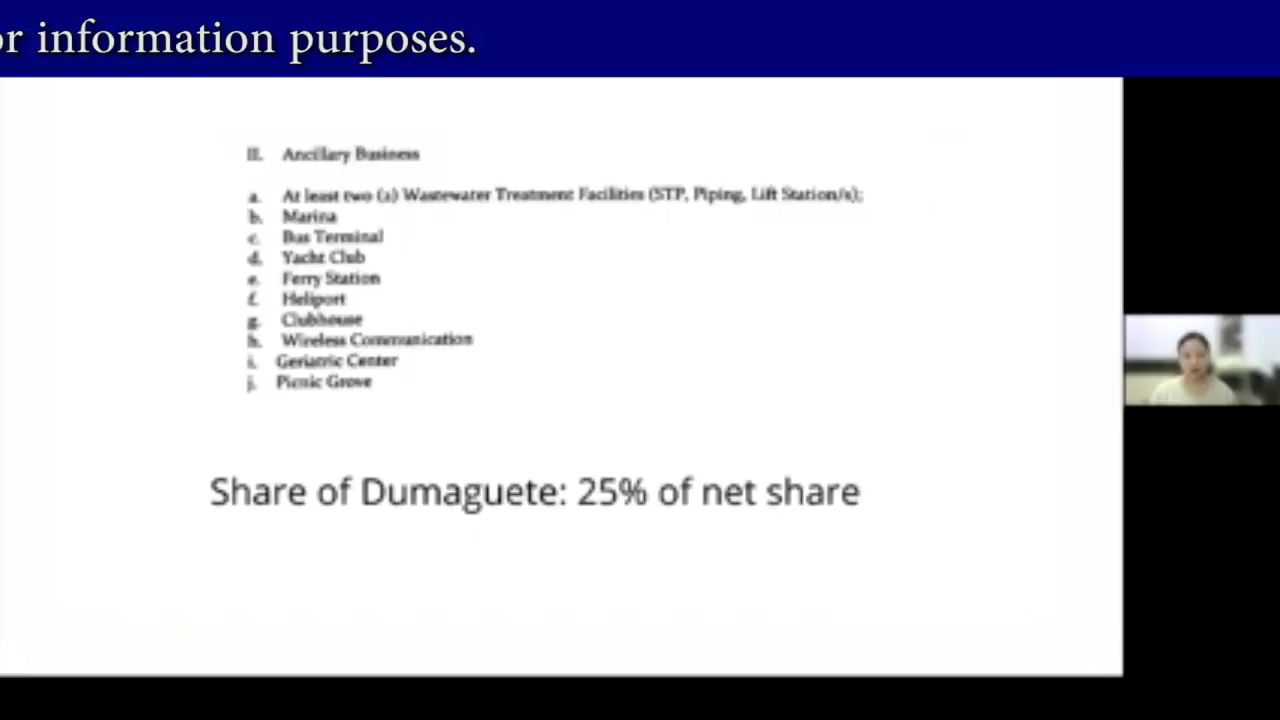 or information purposes.
II. Ancillary Business
a. At least two (2) Wastewater Treatment Facilities (STP, Piping, Lift Station/s);
b. Marina
c. Bus Terminal
d. Yacht Club
e. Ferry Station
f. Heliport
g. Clubhouse
h. Wireless Communication
i. Geriatric Center
j. Picnic Grove
Share of Dumaguete: 25% of net share